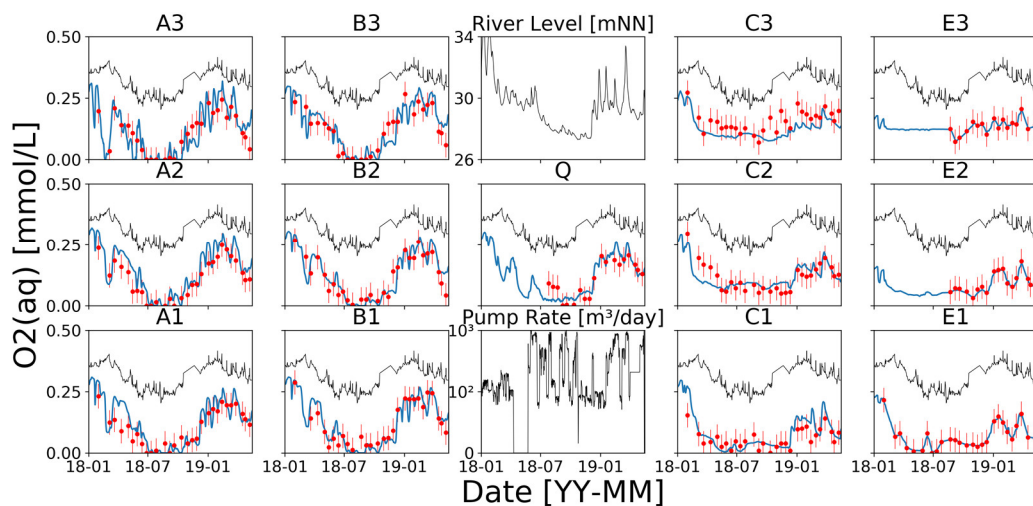 A3 B3 River Level [mNN] C3 E3
0.50 34
0.25 30
0.00 26
A2 B2 Q C2 E2
0.50
0.25
0.00
A1 B1 Pump Rate [m³/day] C1 E1
0.50 10³
0.25 10²
0.00 0
18-01 18-07 19-01 18-01 18-07 19-01 18-01 18-07 19-01 18-01 18-07 19-01 18-01 18-07 19-01
O2(aq) [mmol/L]
Date [YY-MM]